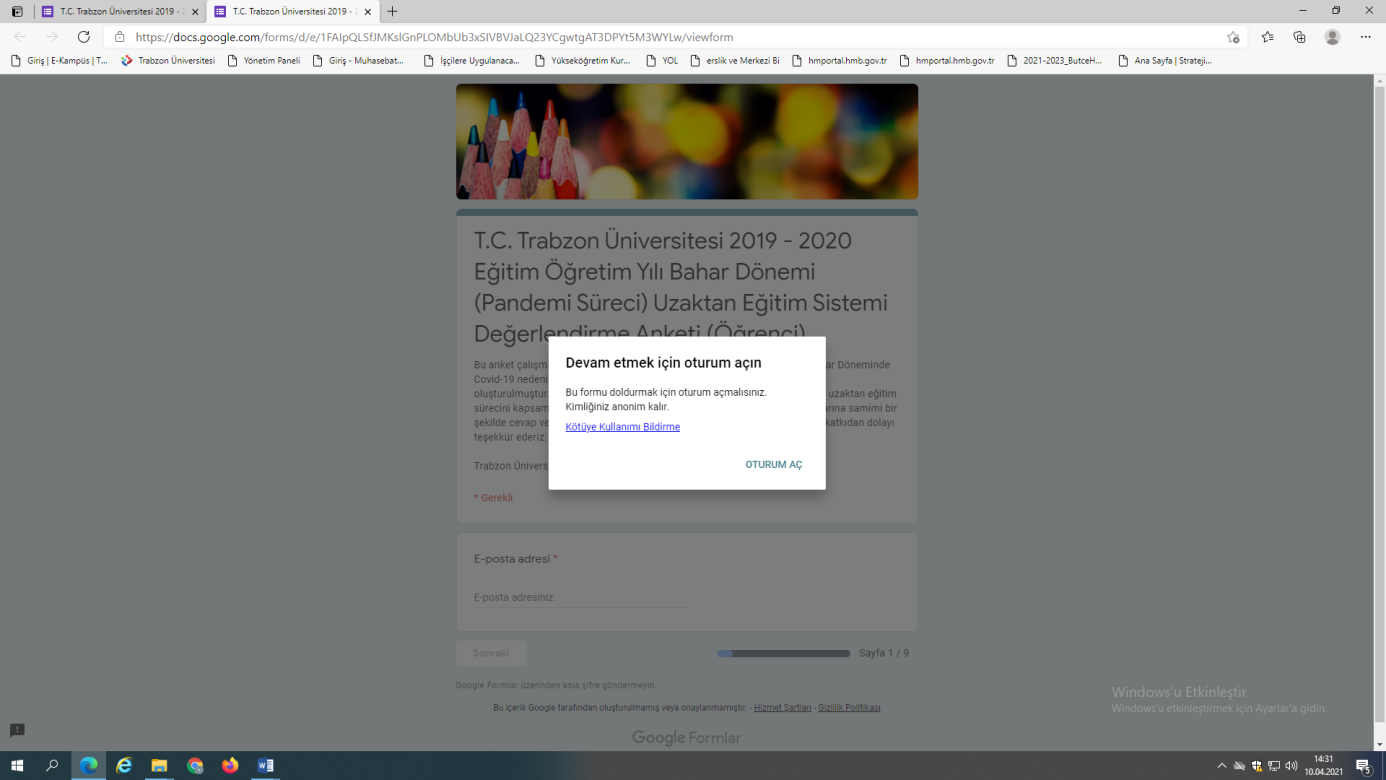 T.C. Trabzon Üniversitesi 2019 - 2
T.C. Trabzon Üniversitesi 2019 - 2
https://docs.google.com/forms/d/e/1FAIpQLSfJMKslGnPLOMbUb3xSIVBVJaLQ23YCgwtgAT3DPYt5M3WYLw/viewform
Giriş | E-Kampüs | T...
Trabzon Üniversitesi
Yönetim Paneli
Giriş - Muhasebat...
İşçilere Uygulanaca...
Yükseköğretim Kur...
YOL
erslik ve Merkezi Bi
hmportal.hmb.gov.tr
hmportal.hmb.gov.tr
2021-2023_ButceH...
Ana Sayfa | Strateji...
T.C. Trabzon Üniversitesi 2019 - 2020
Eğitim Öğretim Yılı Bahar Dönemi
(Pandemi Süreci) Uzaktan Eğitim Sistemi
Değerlendirme Anketi (Öğrenci)
Bu anket çalışm
ar Döneminde
Covid-19 nedeni
oluşturulmuştur.
uzaktan eğitim
sürecini kapsam
arına samimi bir
şekilde cevap ve
katkıdan dolayı
teşekkür ederiz.
Trabzon Ünivers
* Gerekli
Devam etmek için oturum açın
Bu formu doldurmak için oturum açmalısınız.
Kimliğiniz anonim kalır.
Kötüye Kullanımı Bildirme
OTURUM AÇ
E-posta adresi *
E-posta adresiniz
Sonraki
Sayfa 1 / 9
Google Formlar üzerinden asla şifre göndermeyin.
Bu içerik Google tarafından oluşturulmamış veya onaylanmamıştır. - Hizmet Şartları - Gizlilik Politikası
Google Formlar
Windows'u Etkinleştir
Windows'u etkinleştirmek için Ayarlar'a gidin.
14:31
10.04.2021
5